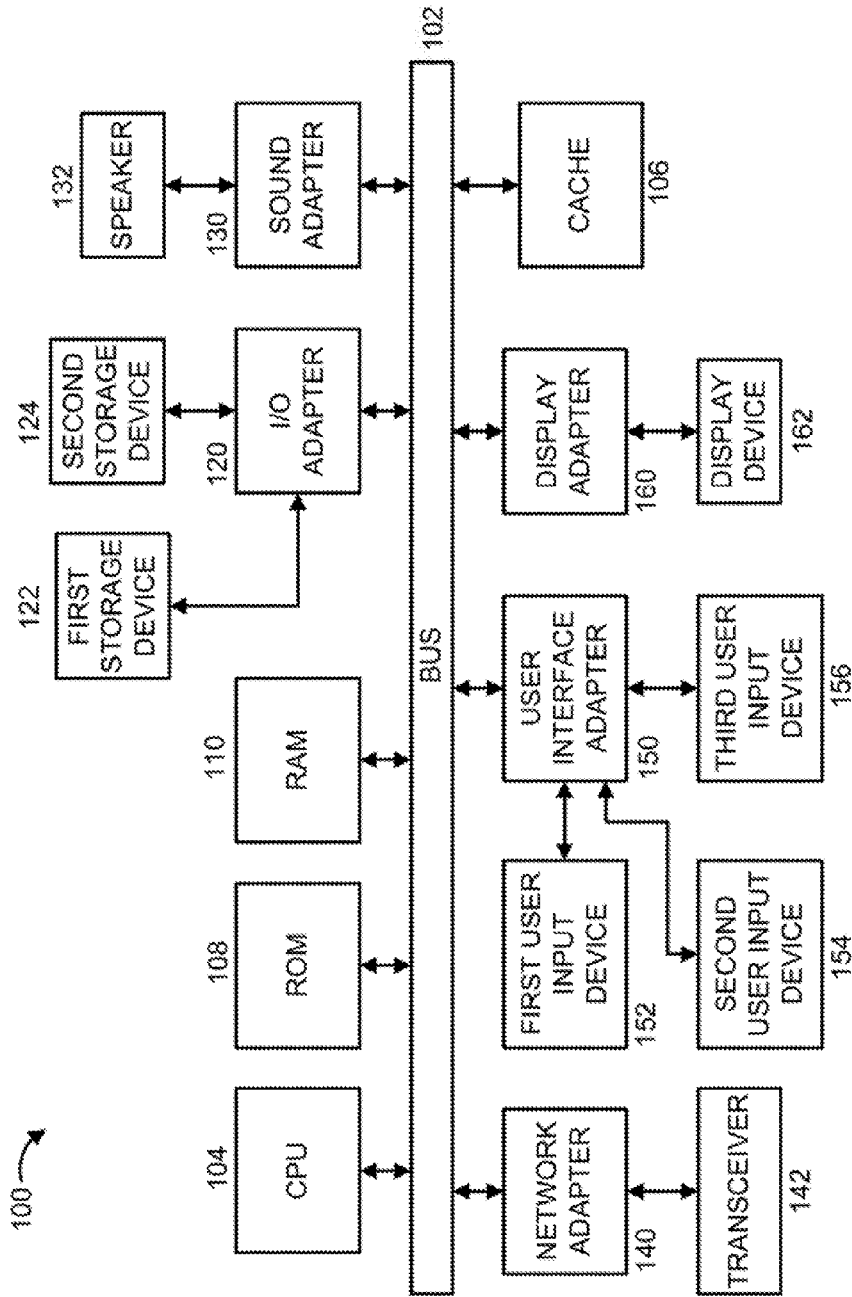 100
104
CPU
108
ROM
110
RAM
122
FIRST
STORAGE
DEVICE
124
SECOND
STORAGE
DEVICE
120
I/O
ADAPTER
132
SPEAKER
130
SOUND
ADAPTER
BUS
102
NETWORK
ADAPTER
140
TRANSCEIVER
142
FIRST USER
INPUT
DEVICE
152
SECOND
USER INPUT
DEVICE
154
USER
INTERFACE
ADAPTER
150
THIRD USER
INPUT
DEVICE
156
DISPLAY
ADAPTER
160
DISPLAY
DEVICE
162
CACHE
106